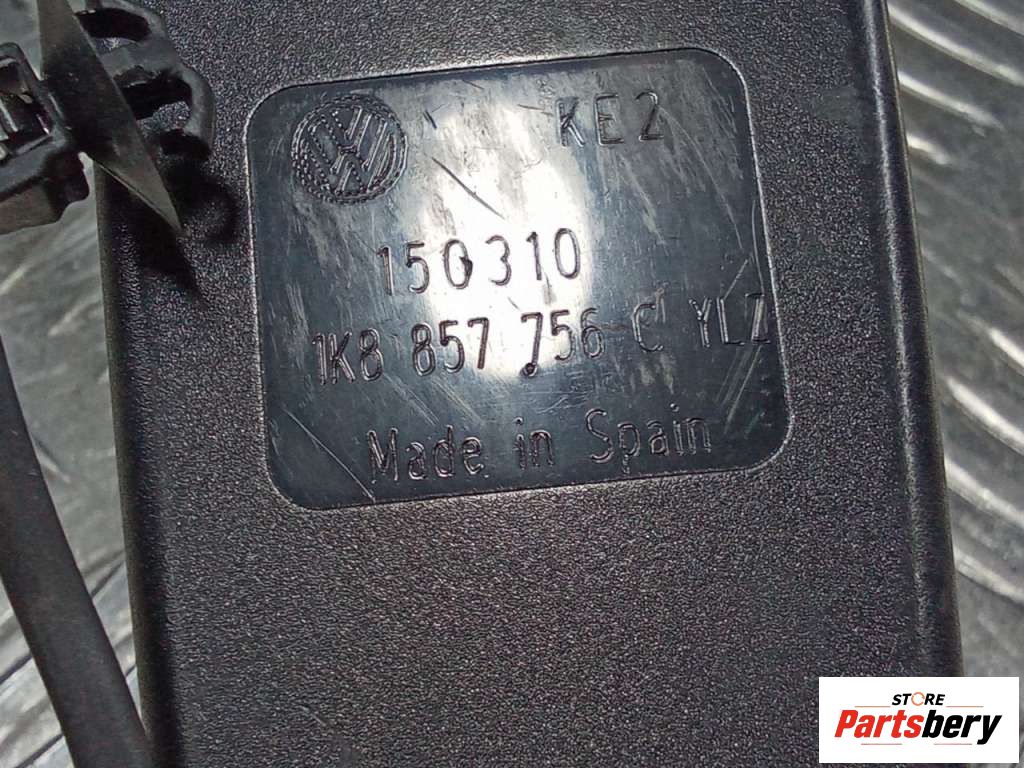 KE2
150310
1K8 857 756 C YLZ
Made in Spain
STORE
Partsbery